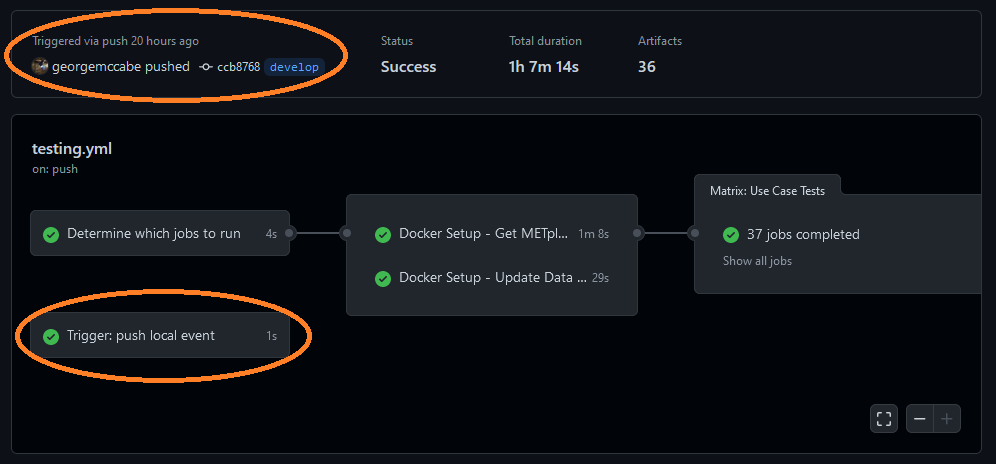 Triggered via push 20 hours ago
georgemccabe pushed ccb8768 develop
Status
Success
Total duration
1h 7m 14s
Artifacts
36
testing.yml
on: push
Determine which jobs to run 4s
Trigger: push local event 1s
Docker Setup - Get METpl... 1m 8s
Docker Setup - Update Data ... 29s
Matrix: Use Case Tests
37 jobs completed
Show all jobs